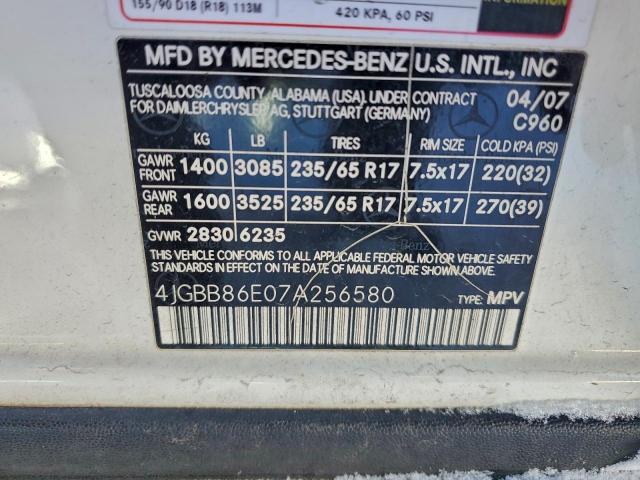 155/90 D18 (R18) 113M
420 KPA, 60 PSI
INFORMATION
MFD BY MERCEDES-BENZ U.S. INTL., INC
TUSCALOOSA COUNTY, ALABAMA (USA). UNDER CONTRACT 04/07
FOR DAIMLERCHRYSLER AG, STUTTGART (GERMANY) C960
KG LB TIRES RIM SIZE COLD KPA (PSI)
GAWR FRONT 1400 3085 235/65 R17 7.5x17 220(32)
GAWR REAR 1600 3525 235/65 R17 7.5x17 270(39)
GVWR 2830 6235
THIS VEHICLE CONFORMS TO ALL APPLICABLE FEDERAL MOTOR VEHICLE SAFETY
AND THEFT PREVENTION STANDARDS IN EFFECT ON THE DATE OF MANUFACTURE
SHOWN ABOVE.
4JGBB86E07A256580 TYPE: MPV